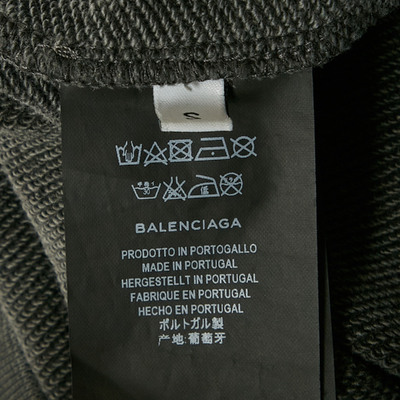 S
BALENCIAGA
PRODOTTO IN PORTOGALLO
MADE IN PORTUGAL
HERGESTELLT IN PORTUGAL
FABRIQUE EN PORTUGAL
HECHO EN PORTUGAL
ポルトガル製
产地:葡萄牙